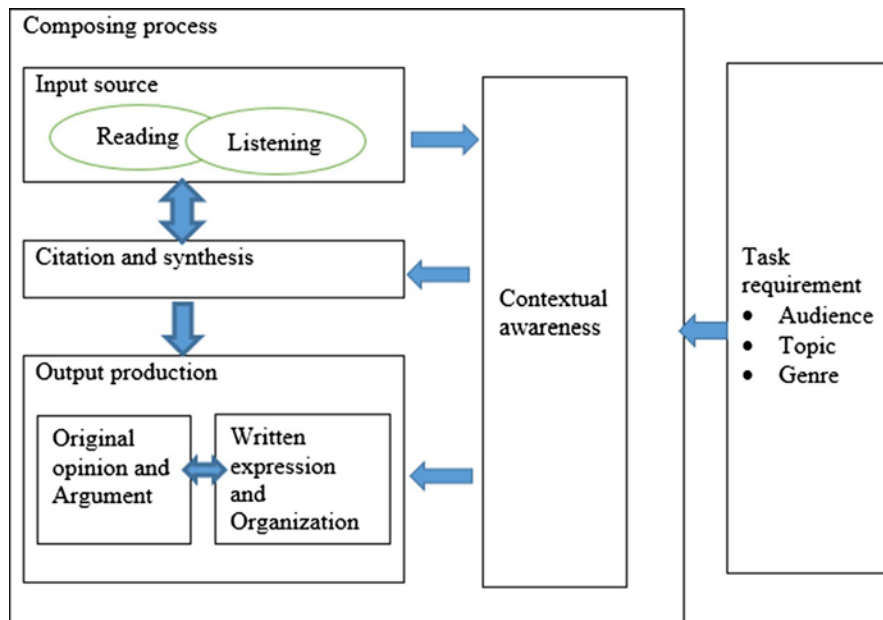 Composing process
Input source
Reading
Listening
Citation and synthesis
Output production
Original
opinion and
Argument
Written
expression
and
Organization
Contextual
awareness
Task
requirement
• Audience
• Topic
• Genre